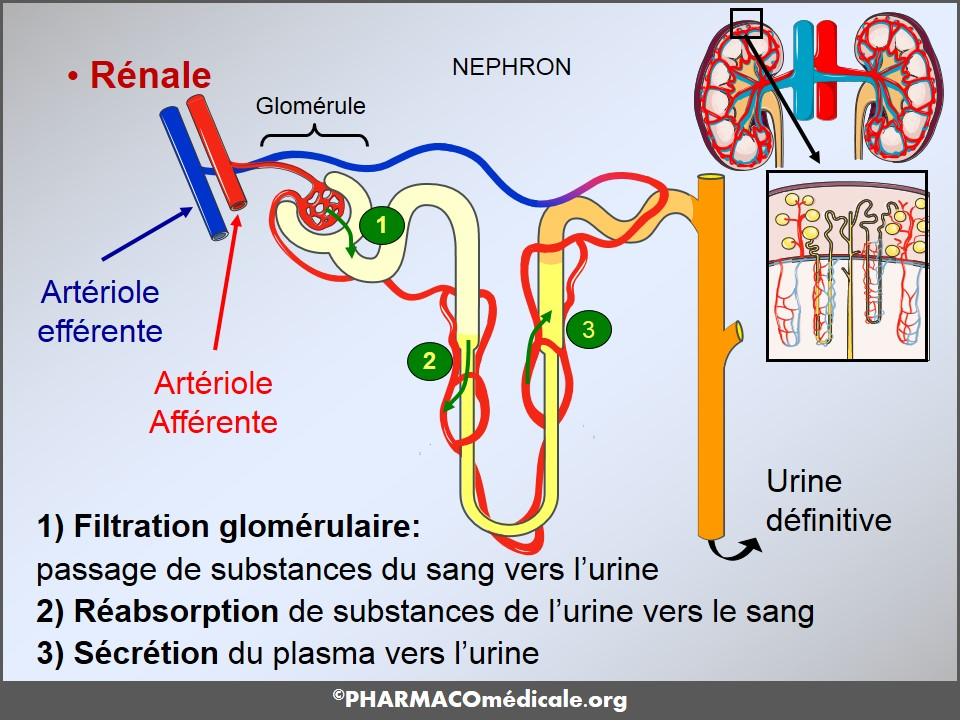 • Rénale
NEPHRON
Glomérule
1
Artériole
efférente
3
2
Artériole
Afférente
Urine
définitive
1) Filtration glomérulaire:
passage de substances du sang vers l’urine
2) Réabsorption de substances de l’urine vers le sang
3) Sécrétion du plasma vers l’urine
©PHARMACOmédicale.org